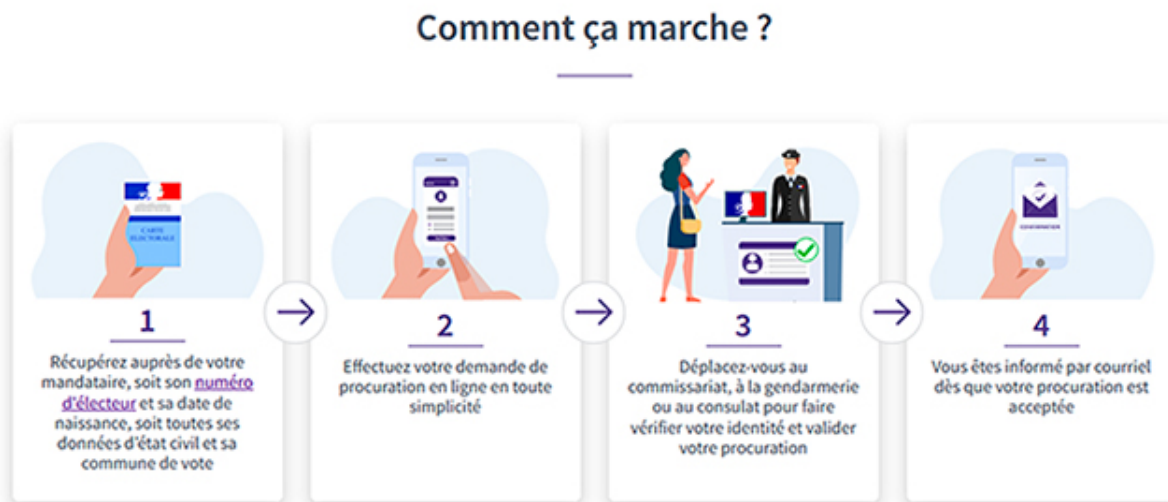 Comment ça marche ?
CARTE
ELECTORALE
CONFIRMATION
1
Récupérez auprès de votre
mandataire, soit son numéro
d'électeur et sa date de
naissance, soit toutes ses
données d'état civil et sa
commune de vote
2
Effectuez votre demande de
procuration en ligne en toute
simplicité
3
Déplacez-vous au
commissariat, à la gendarmerie
ou au consulat pour faire
vérifier votre identité et valider
votre procuration
4
Vous êtes informé par courriel
dès que votre procuration est
acceptée